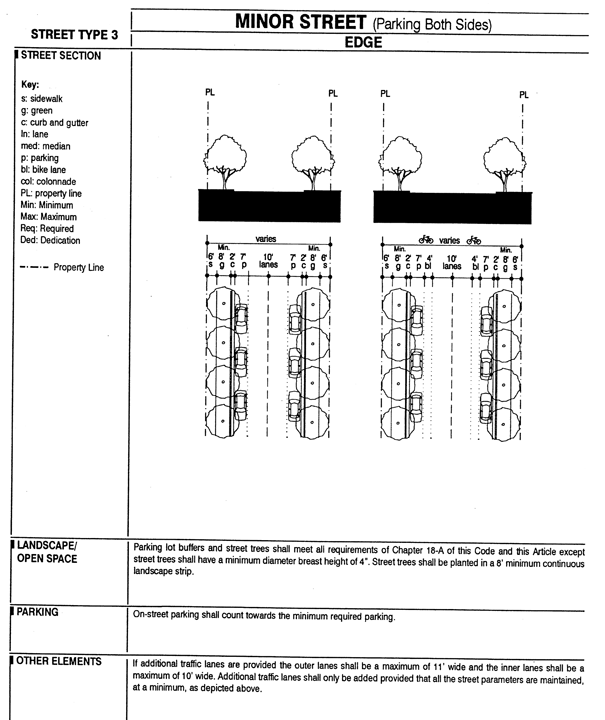 MINOR STREET (Parking Both Sides)
STREET TYPE 3
EDGE
STREET SECTION
Key:
s: sidewalk
g: green
c: curb and gutter
ln: lane
med: median
p: parking
bl: bike lane
col: colonnade
PL: property line
Min: Minimum
Max: Maximum
Req: Required
Ded: Dedication
Property Line
PL PL PL PL
varies varies
Min. Min. Min. Min.
6' 8' 2' 7' 10' 7' 2' 8' 6' 6' 8' 2' 7' 4' 10' 4' 7' 2' 8' 6'
s g c p lanes p c g s s g c p bl lanes bl p c g s
LANDSCAPE/
OPEN SPACE
Parking lot buffers and street trees shall meet all requirements of Chapter 18-A of this Code and this Article except
street trees shall have a minimum diameter breast height of 4". Street trees shall be planted in a 8' minimum continuous
landscape strip.
PARKING
On-street parking shall count towards the minimum required parking.
OTHER ELEMENTS
If additional traffic lanes are provided the outer lanes shall be a maximum of 11' wide and the inner lanes shall be a
maximum of 10' wide. Additional traffic lanes shall only be added provided that all the street parameters are maintained,
at a minimum, as depicted above.